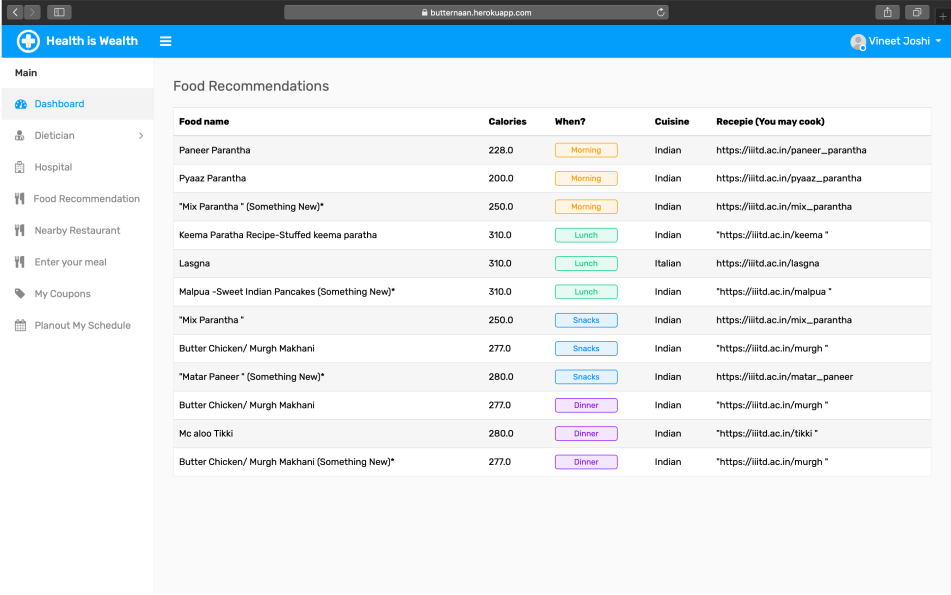 butternaan.herokuapp.com
Health is Wealth
Vineet Joshi
Main
Dashboard
Dietician
Hospital
Food Recommendation
Nearby Restaurant
Enter your meal
My Coupons
Planout My Schedule
Food Recommendations
Food name Calories When? Cuisine Recepie (You may cook)
Paneer Parantha 228.0 Morning Indian https://iiitd.ac.in/paneer_parantha
Pyaaz Parantha 200.0 Morning Indian https://iiitd.ac.in/pyaaz_parantha
"Mix Parantha " (Something New)* 250.0 Morning Indian https://iiitd.ac.in/mix_parantha
Keema Paratha Recipe-Stuffed keema paratha 310.0 Lunch Indian "https://iiitd.ac.in/keema "
Lasgna 310.0 Lunch Italian https://iiitd.ac.in/lasgna
Malpua -Sweet Indian Pancakes (Something New)* 310.0 Lunch Indian "https://iiitd.ac.in/malpua "
"Mix Parantha " 250.0 Snacks Indian https://iiitd.ac.in/mix_parantha
Butter Chicken/ Murgh Makhani 277.0 Snacks Indian "https://iiitd.ac.in/murgh "
"Matar Paneer " (Something New)* 280.0 Snacks Indian https://iiitd.ac.in/matar_paneer
Butter Chicken/ Murgh Makhani 277.0 Dinner Indian "https://iiitd.ac.in/murgh "
Mc aloo Tikki 280.0 Dinner Indian "https://iiitd.ac.in/tikki "
Butter Chicken/ Murgh Makhani (Something New)* 277.0 Dinner Indian "https://iiitd.ac.in/murgh "